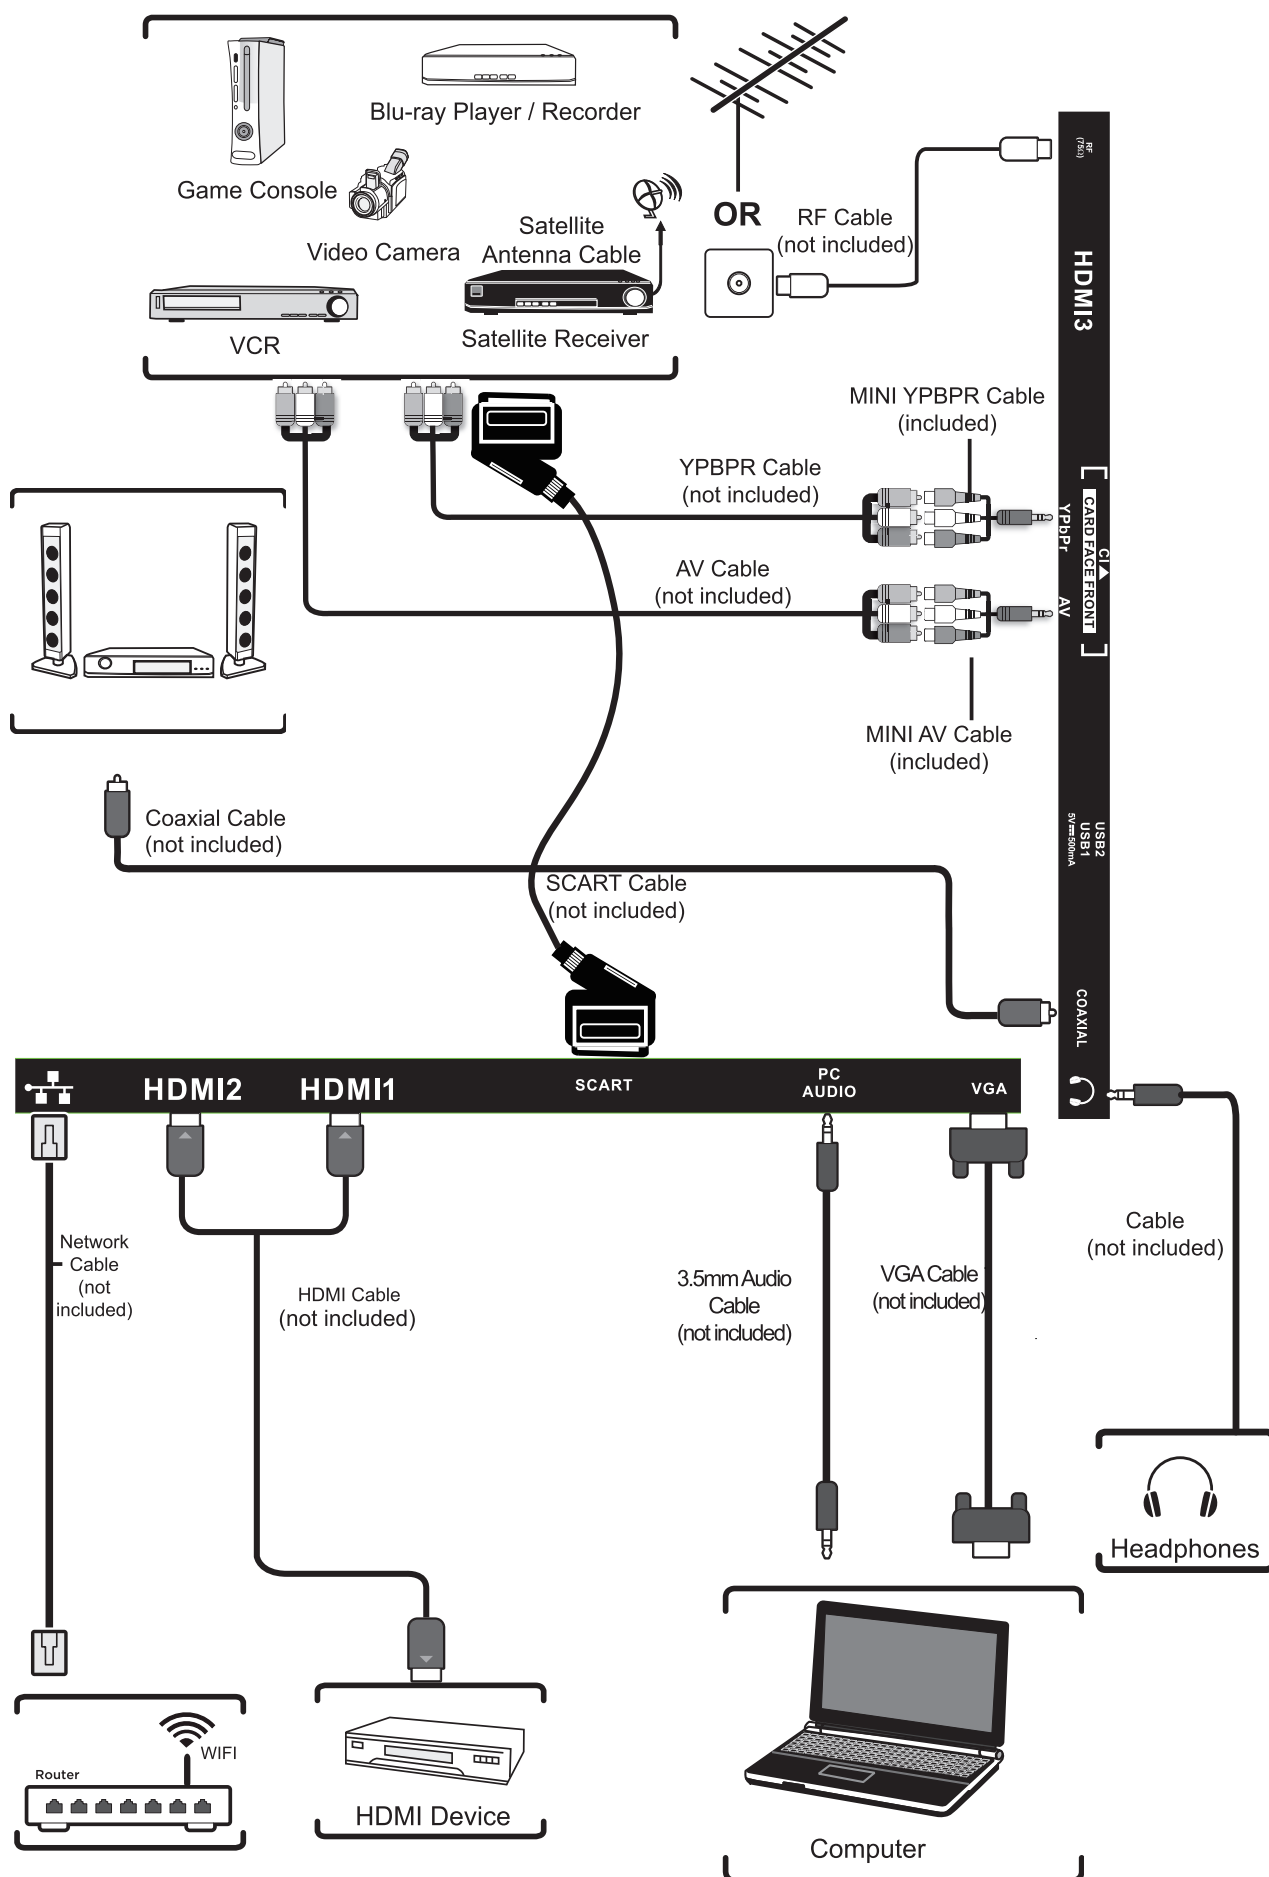 Blu-ray Player / Recorder
Game Console
Video Camera
Satellite
Antenna Cable
VCR
Satellite Receiver
OR
RF Cable
(not included)
RF
(75Ω)
HDMI3
MINI YPBPR Cable
(included)
YPBPR Cable
(not included)
AV Cable
(not included)
MINI AV Cable
(included)
YPbPr
AV
CARD FACE FRONT
CI
USB2
USB1
5V 500mA
COAXIAL
Coaxial Cable
(not included)
SCART Cable
(not included)
HDMI2
HDMI1
SCART
PC
AUDIO
VGA
Network
Cable
(not
included)
HDMI Cable
(not included)
3.5mm Audio
Cable
(not included)
VGA Cable
(not included)
Cable
(not included)
Headphones
WIFI
Router
HDMI Device
Computer